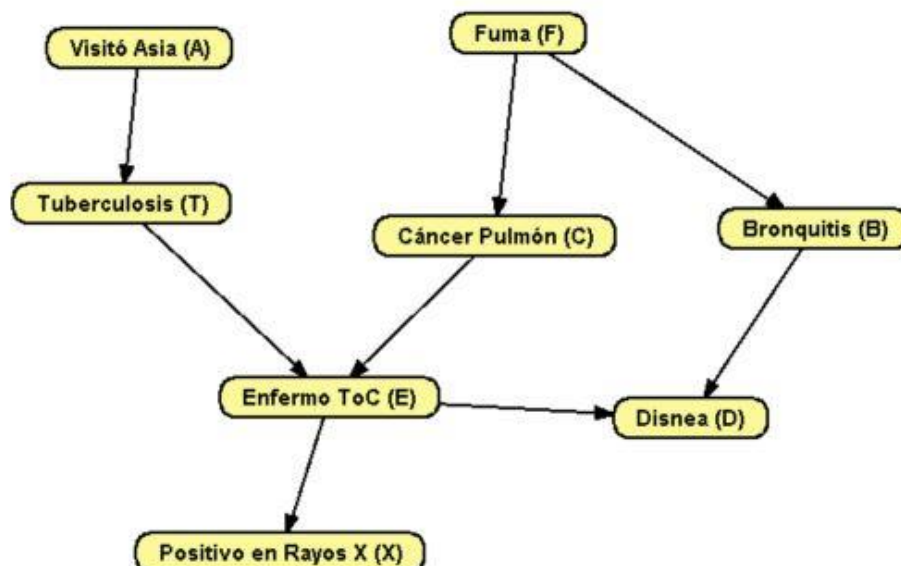 Visitó Asia (A)
Fuma (F)
Tuberculosis (T)
Cáncer Pulmón (C)
Bronquitis (B)
Enfermo ToC (E)
Disnea (D)
Positivo en Rayos X (X)